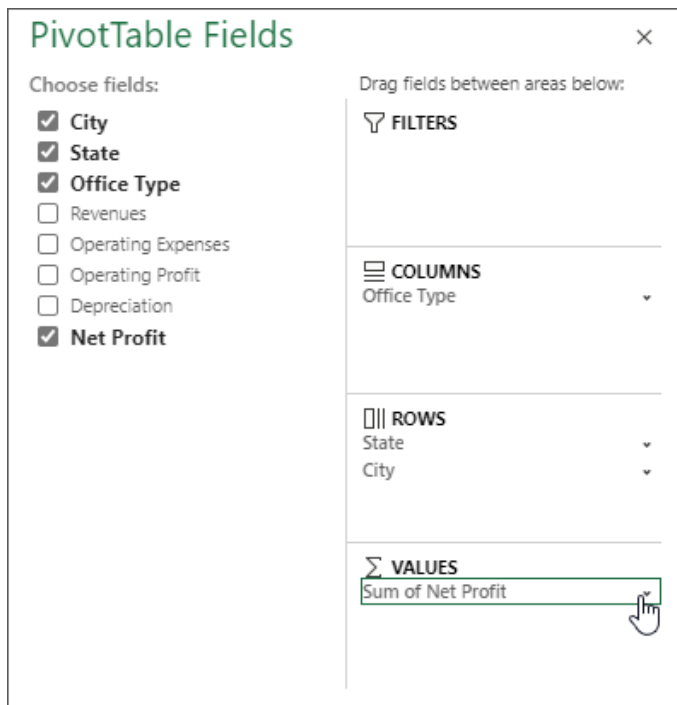 PivotTable Fields
Choose fields:
City
State
Office Type
Revenues
Operating Expenses
Operating Profit
Depreciation
Net Profit
Drag fields between areas below:
FILTERS
COLUMNS
Office Type
ROWS
State
City
VALUES
Sum of Net Profit